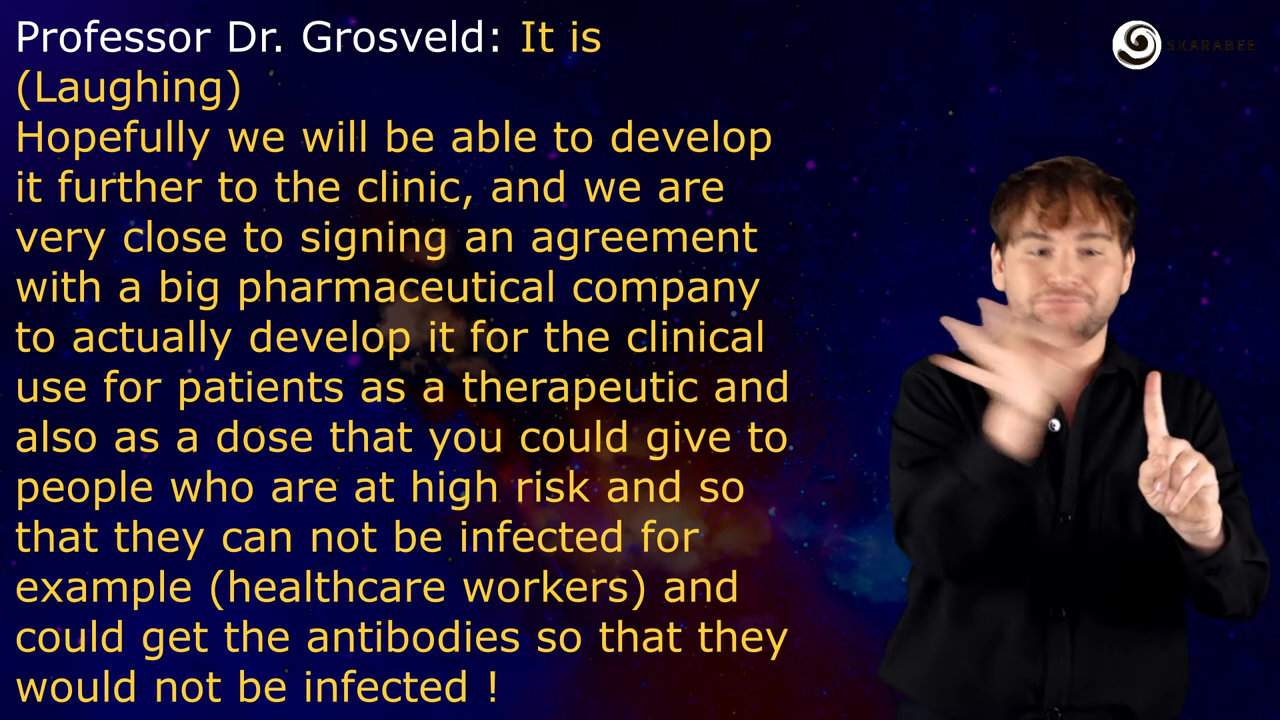 Professor Dr. Grosveld: It is
(Laughing)
Hopefully we will be able to develop
it further to the clinic, and we are
very close to signing an agreement
with a big pharmaceutical company
to actually develop it for the clinical
use for patients as a therapeutic and
also as a dose that you could give to
people who are at high risk and so
that they can not be infected for
example (healthcare workers) and
could get the antibodies so that they
would not be infected !
SKARABEE